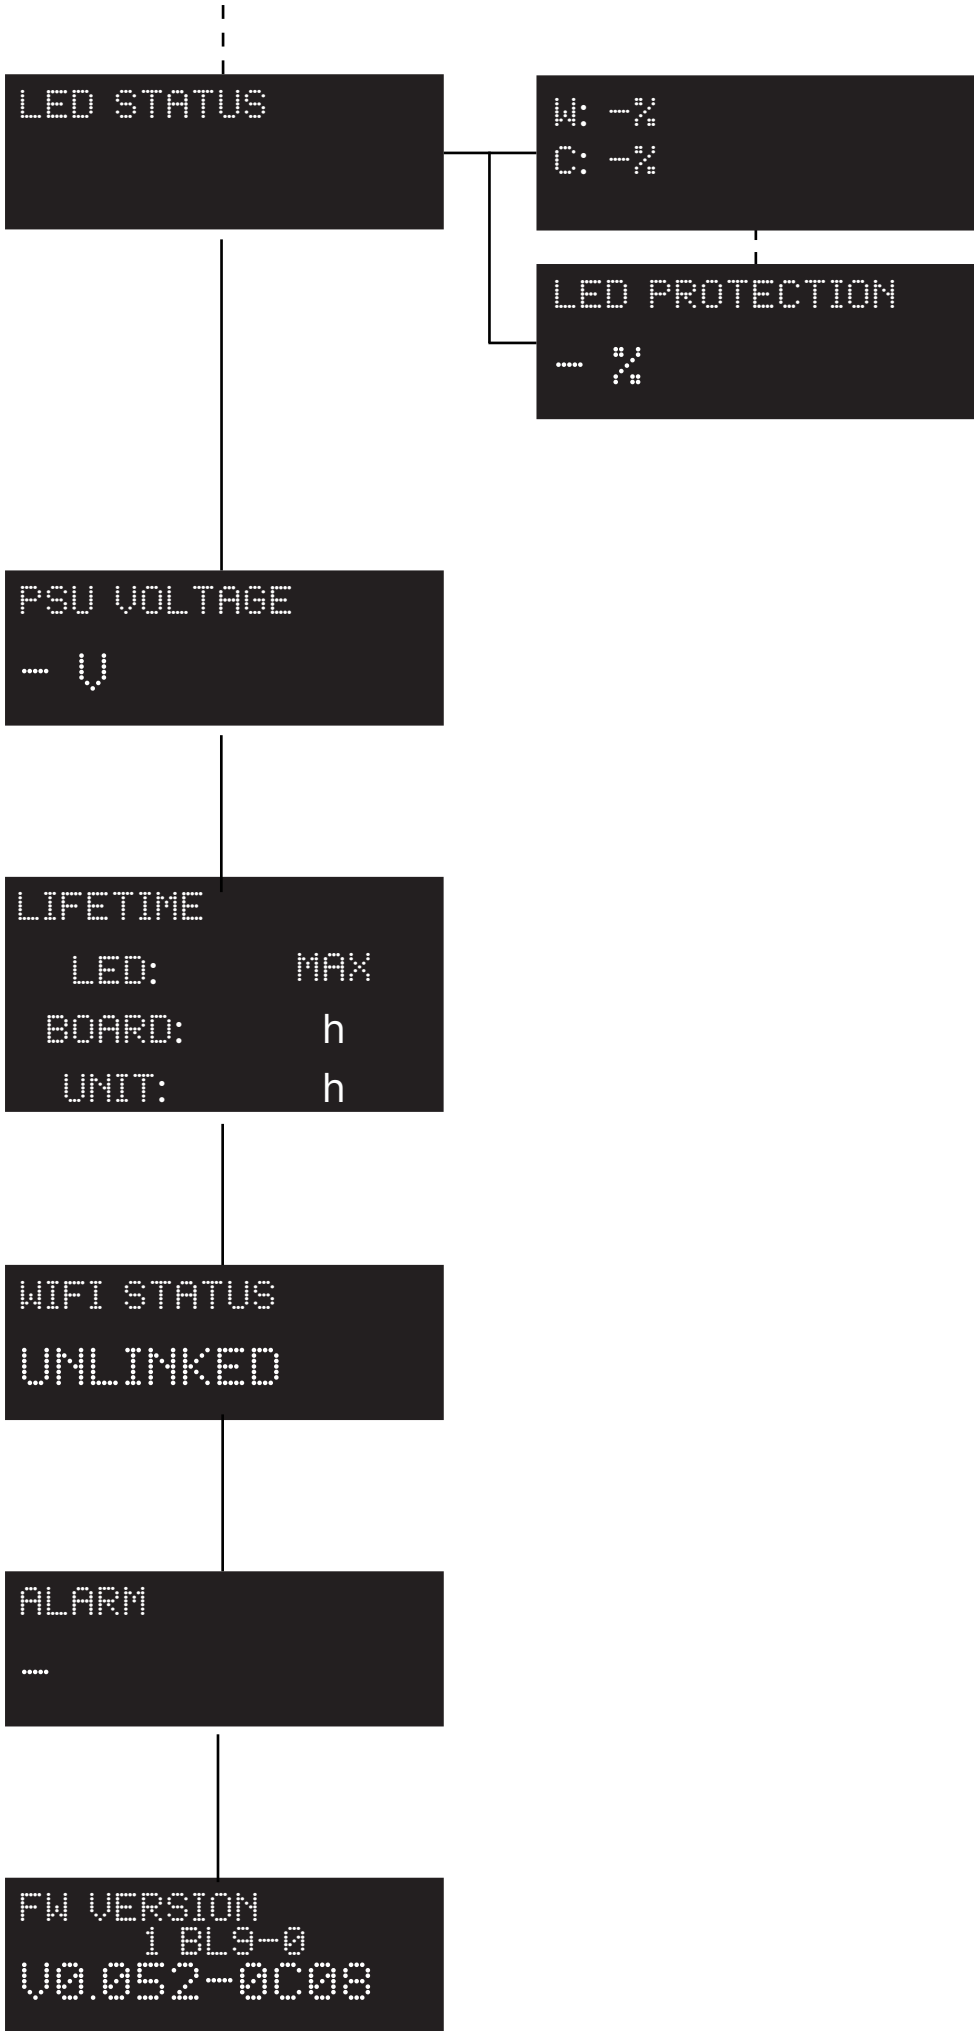 LED STATUS
W: -%
C: -%
LED PROTECTION
- %
PSU VOLTAGE
- V
LIFETIME
LED: MAX
BOARD: h
UNIT: h
WIFI STATUS
UNLINKED
ALARM
-
FW VERSION
1 BL9-0
V0.052-0C08